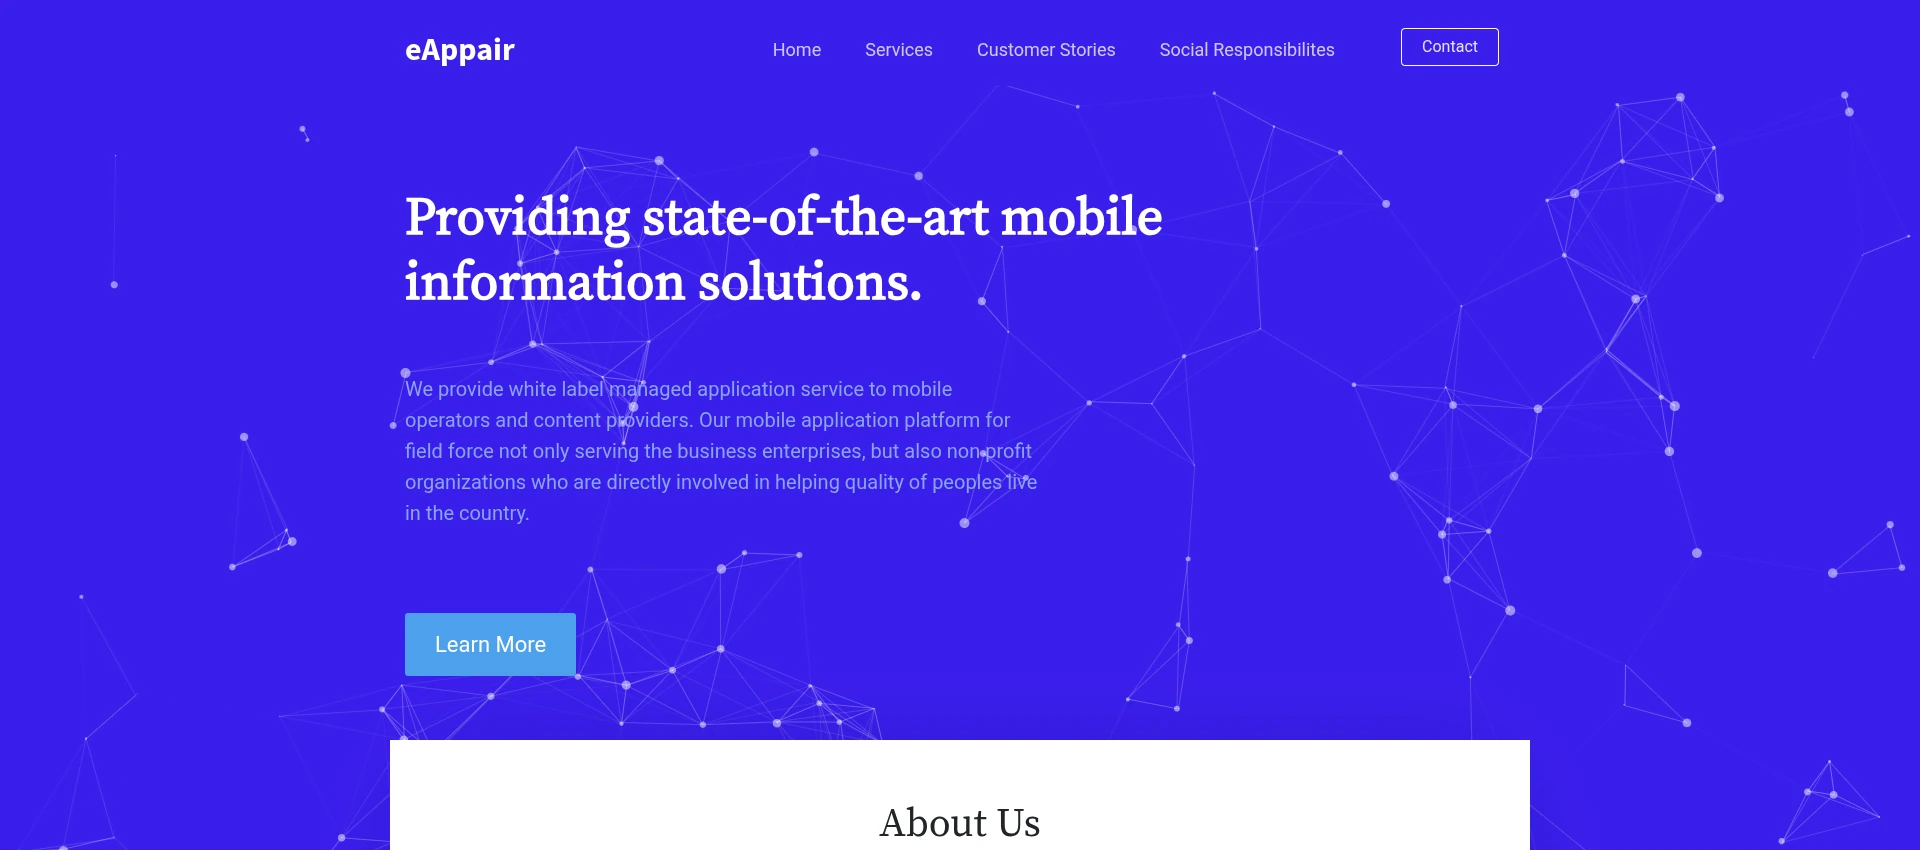 eAppair
Home
Services
Customer Stories
Social Responsibilites
Contact
Providing state-of-the-art mobile
information solutions.
We provide white label managed application service to mobile
operators and content providers. Our mobile application platform for
field force not only serving the business enterprises, but also non-profit
organizations who are directly involved in helping quality of peoples live
in the country.
Learn More
About Us